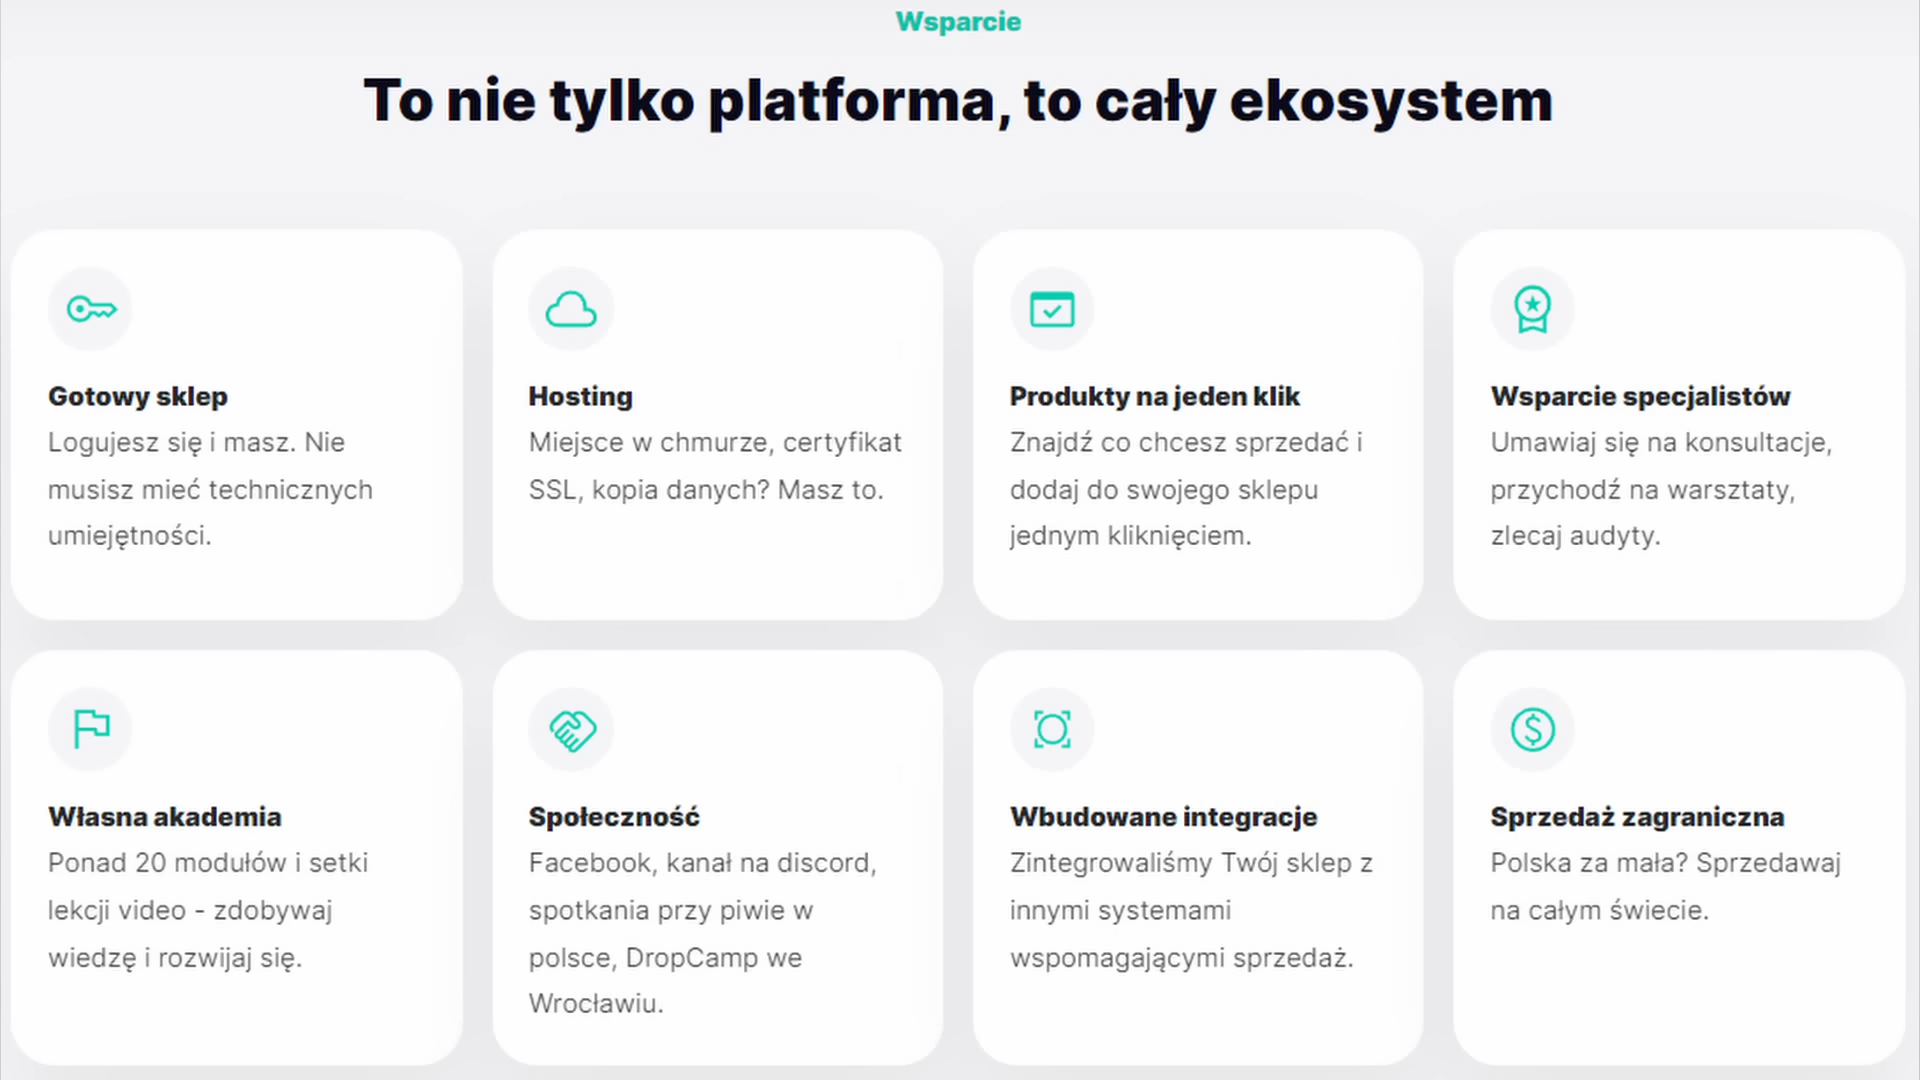 Wsparcie
To nie tylko platforma, to cały ekosystem
Gotowy sklep
Logujesz się i masz. Nie
musisz mieć technicznych
umiejętności.
Hosting
Miejsce w chmurze, certyfikat
SSL, kopia danych? Masz to.
Produkty na jeden klik
Znajdź co chcesz sprzedać i
dodaj do swojego sklepu
jednym kliknięciem.
Wsparcie specjalistów
Umawiaj się na konsultacje,
przychodź na warsztaty,
zlecaj audyty.
Własna akademia
Ponad 20 modułów i setki
lekcji video - zdobywaj
wiedzę i rozwijaj się.
Społeczność
Facebook, kanał na discord,
spotkania przy piwie w
polsce, DropCamp we
Wrocławiu.
Wbudowane integracje
Zintegrowaliśmy Twój sklep z
innymi systemami
wspomagającymi sprzedaż.
Sprzedaż zagraniczna
Polska za mała? Sprzedawaj
na całym świecie.